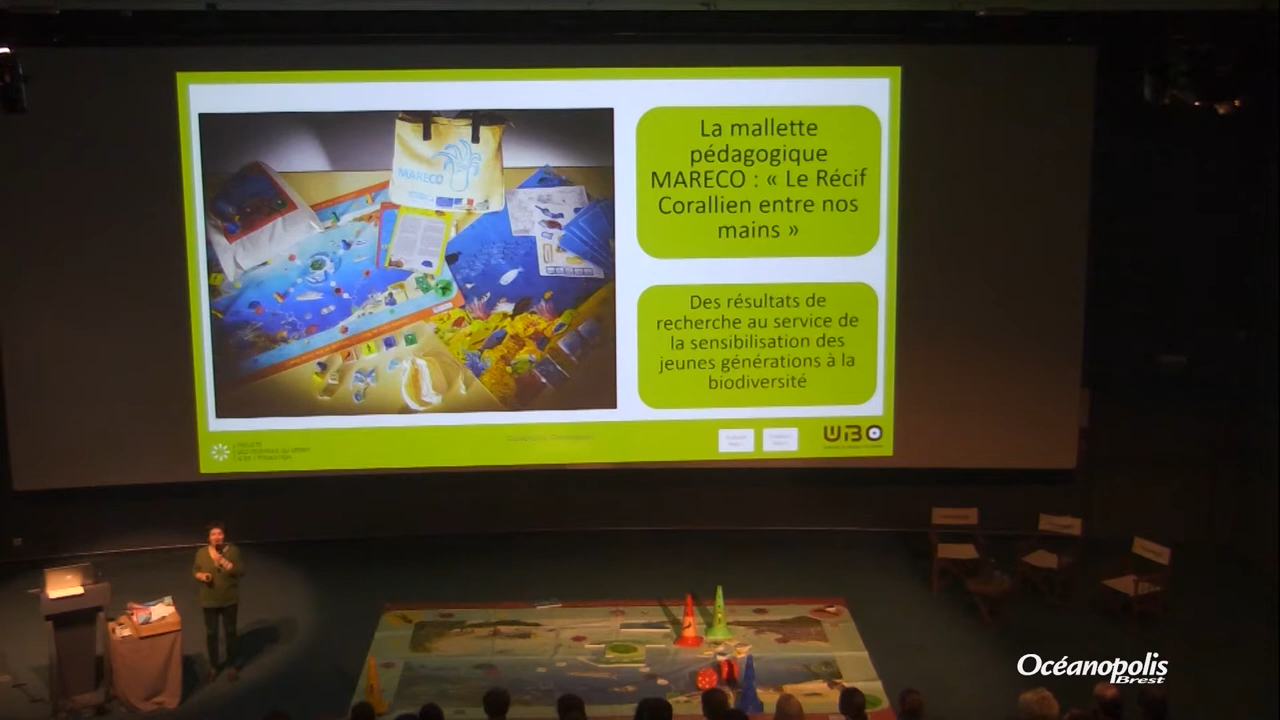 La mallette
pédagogique
MARECO : « Le Récif
Corallien entre nos
mains »
Des résultats de
recherche au service de
la sensibilisation des
jeunes générations à la
biodiversité
MARECO
UBO
Océanopolis
Brest